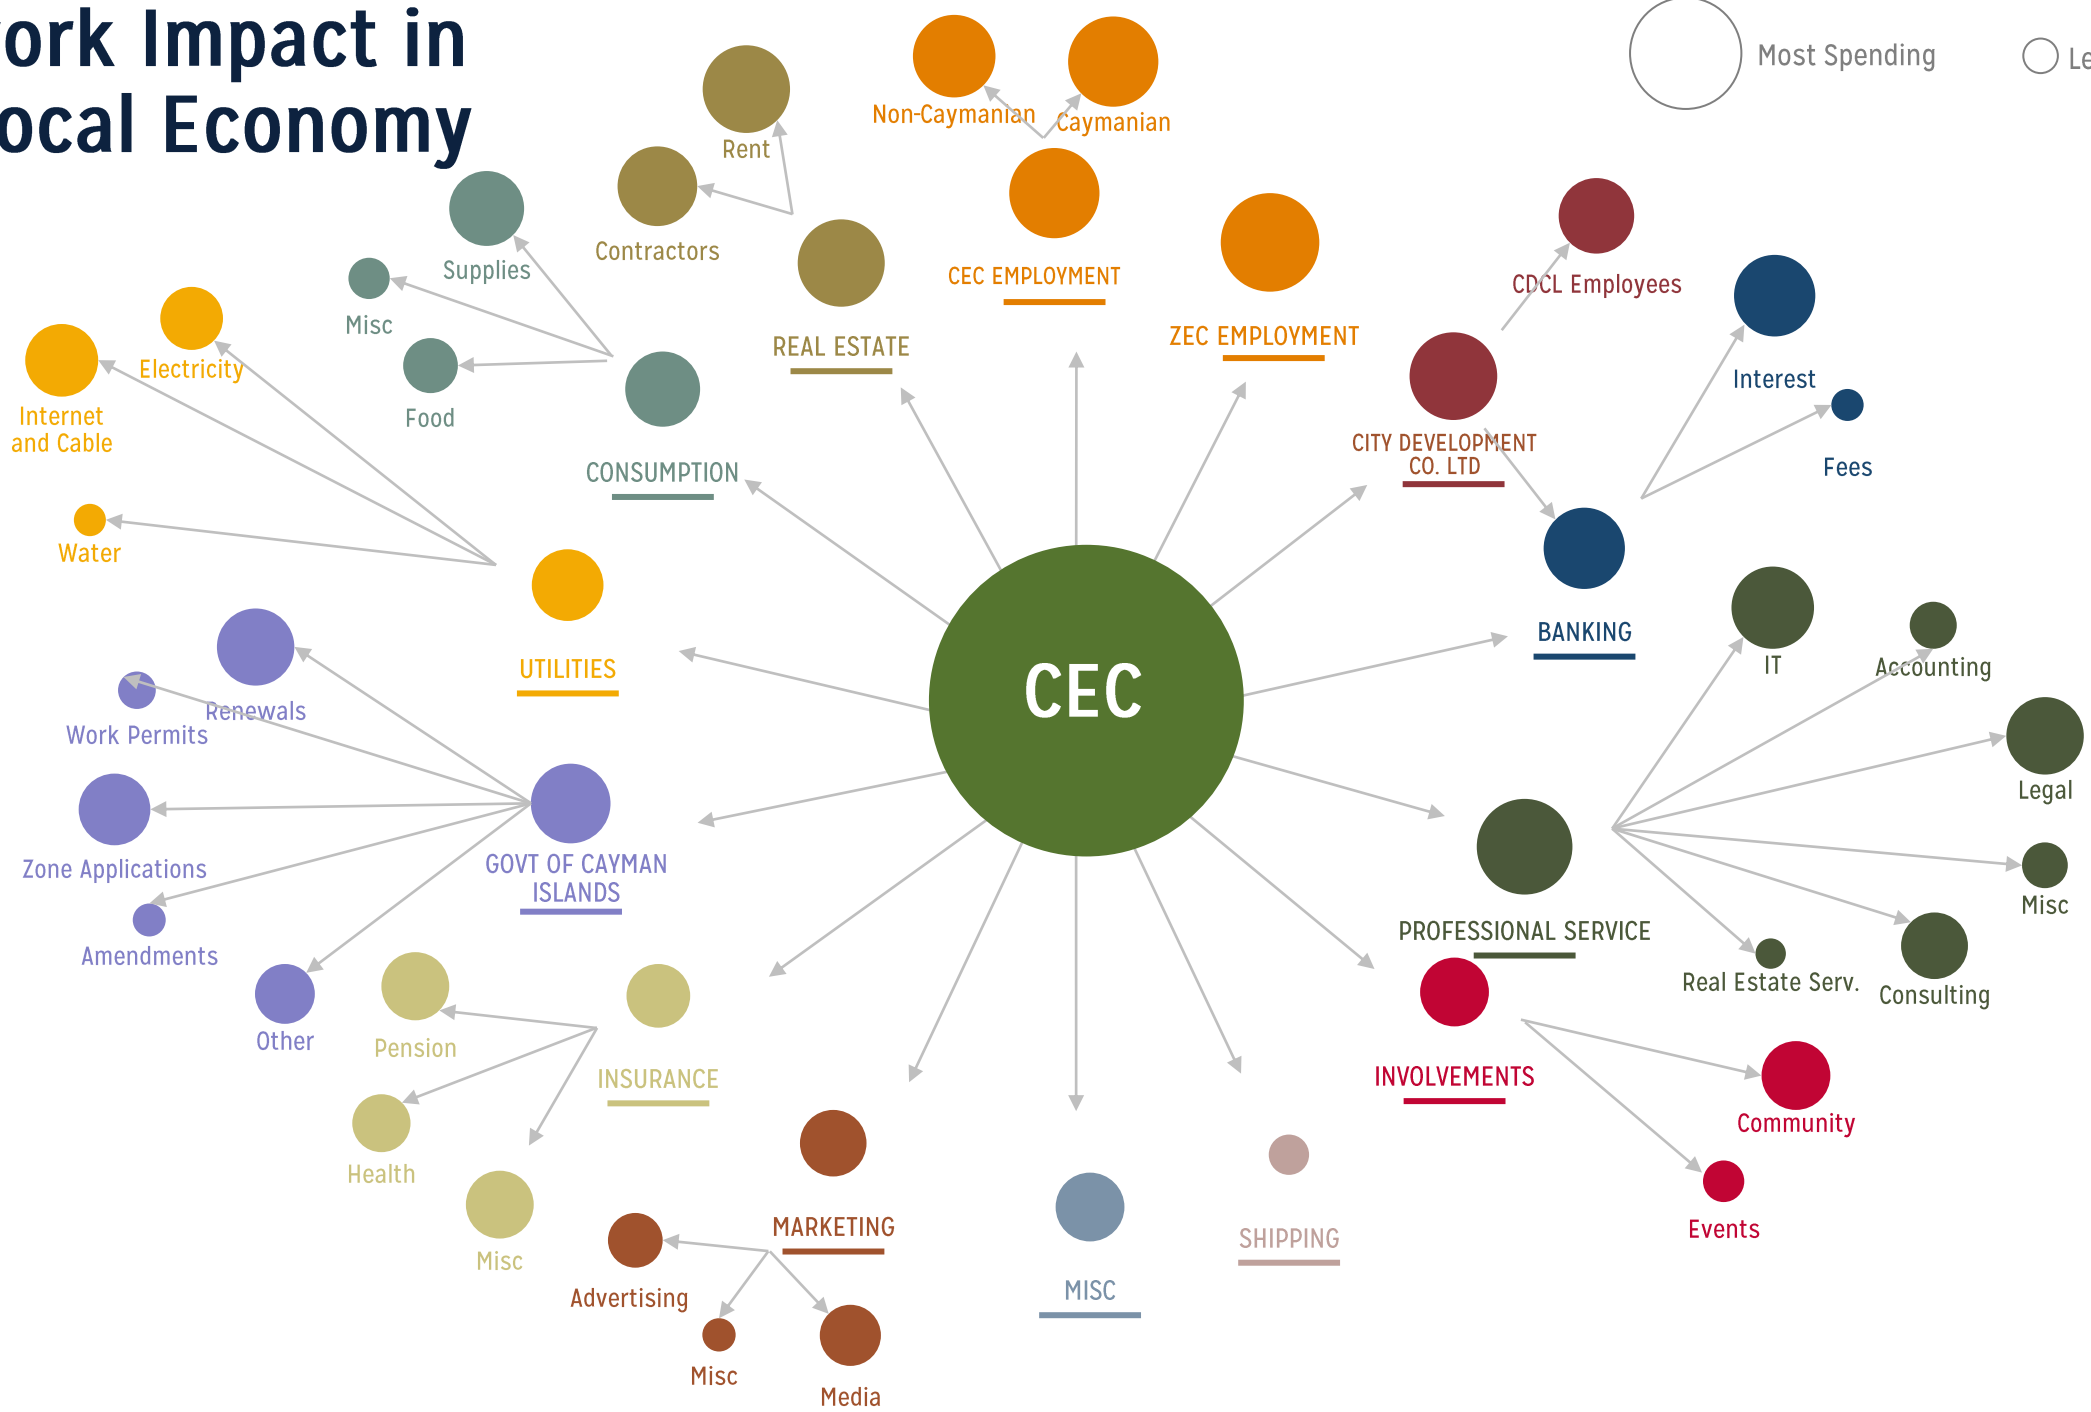 ork Impact in
ocal Economy
Most Spending
Le
Non-Caymanian
Caymanian
Rent
Contractors
REAL ESTATE
CEC EMPLOYMENT
ZEC EMPLOYMENT
Supplies
Misc
Food
CONSUMPTION
CDCL Employees
CITY DEVELOPMENT
CO. LTD
Interest
Fees
BANKING
Electricity
Internet
and Cable
Water
UTILITIES
CEC
IT
Accounting
Legal
Misc
Consulting
Real Estate Serv.
PROFESSIONAL SERVICE
Renewals
Work Permits
Zone Applications
Amendments
Other
GOVT OF CAYMAN
ISLANDS
Pension
Health
Misc
INSURANCE
INVOLVEMENTS
Community
Events
MARKETING
Advertising
Misc
Media
MISC
SHIPPING